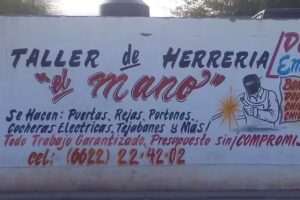 TALLER de HERRERIA
"el mano"
Se Hacen: Puertas, Rejas, Portones,
Cocheras Electricas, Tejabanes y Más!
Todo Trabajo Garantizado, Presupuesto sin ¡COMPROMIS
cel: (6622) 22-42-02